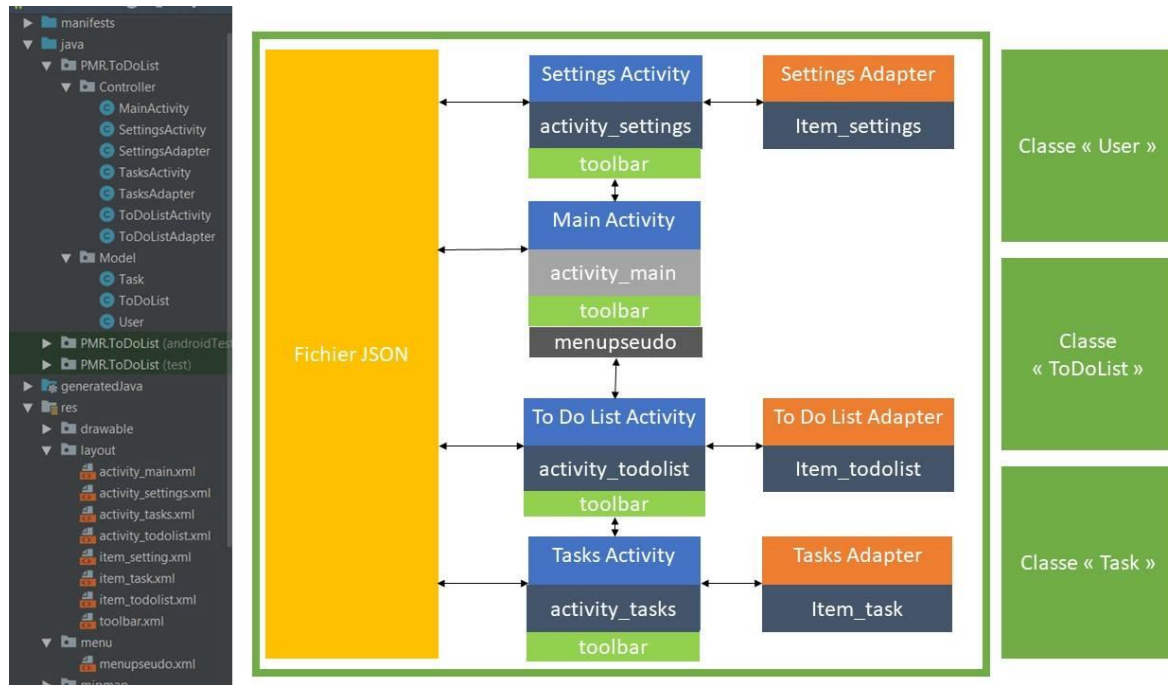 manifests
java
PMR.ToDoList
Controller
MainActivity
SettingsActivity
SettingsAdapter
TasksActivity
TasksAdapter
ToDoListActivity
ToDoListAdapter
Model
Task
ToDoList
User
PMR.ToDoList (androidTes
PMR.ToDoList (test)
generatedJava
res
drawable
layout
activity_main.xml
activity_settings.xml
activity_tasks.xml
activity_todolist.xml
item_setting.xml
item_task.xml
item_todolist.xml
toolbar.xml
menu
menupseudo.xml
Fichier JSON
Settings Activity
activity_settings
toolbar
Settings Adapter
Item_settings
Main Activity
activity_main
toolbar
menupseudo
To Do List Activity
activity_todolist
toolbar
To Do List Adapter
Item_todolist
Tasks Activity
activity_tasks
toolbar
Tasks Adapter
Item_task
Classe « User »
Classe
« ToDoList »
Classe « Task »